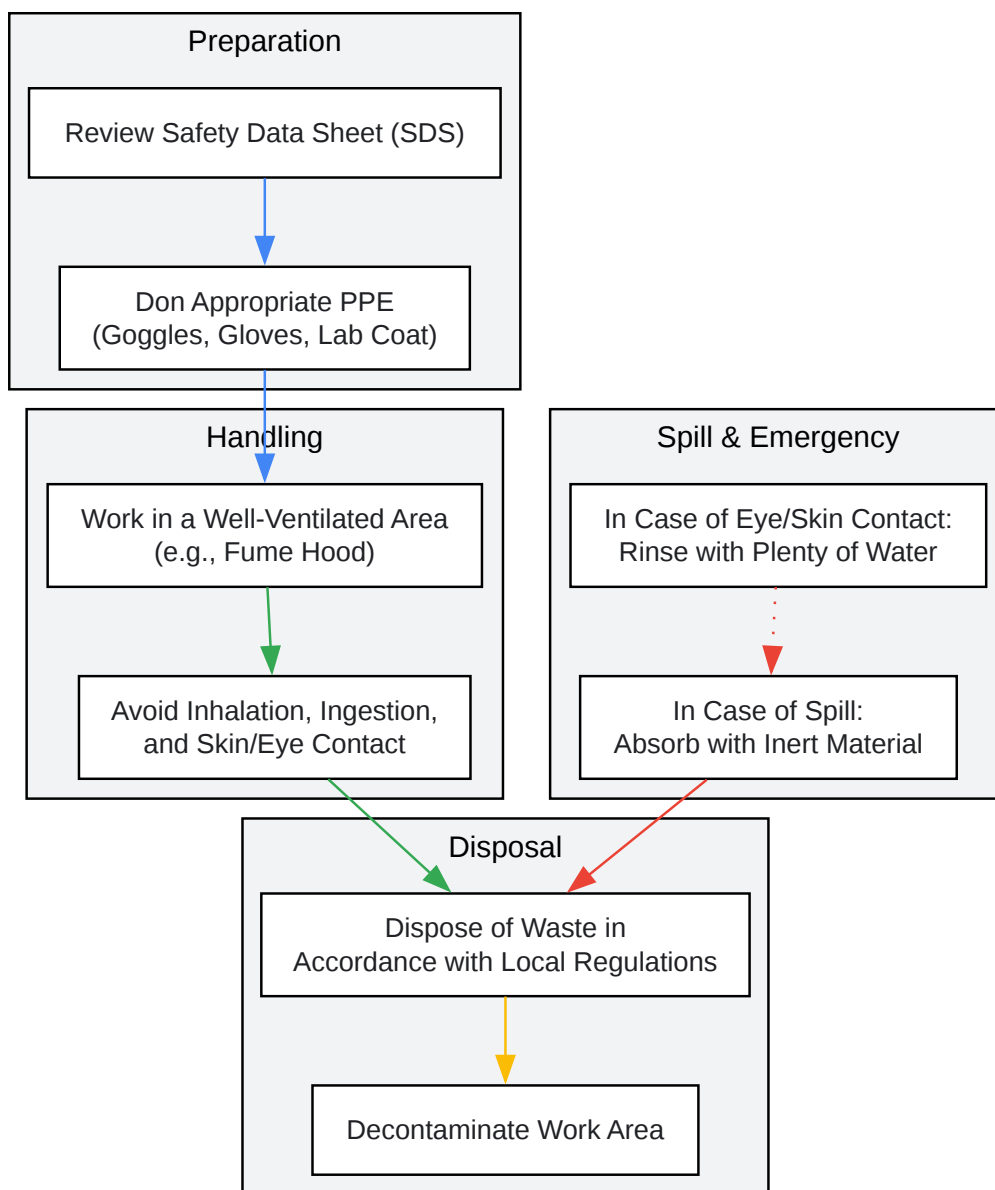 Preparation
Review Safety Data Sheet (SDS)
Don Appropriate PPE
(Goggles, Gloves, Lab Coat)
Handling
Work in a Well-Ventilated Area
(e.g., Fume Hood)
Avoid Inhalation, Ingestion,
and Skin/Eye Contact
Spill & Emergency
In Case of Eye/Skin Contact:
Rinse with Plenty of Water
In Case of Spill:
Absorb with Inert Material
Disposal
Dispose of Waste in
Accordance with Local Regulations
Decontaminate Work Area